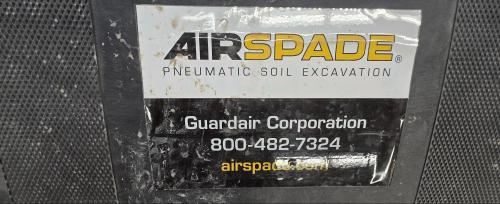 AIRSPADE®
PNEUMATIC SOIL EXCAVATION
Guardair Corporation
800-482-7324
airspade.com